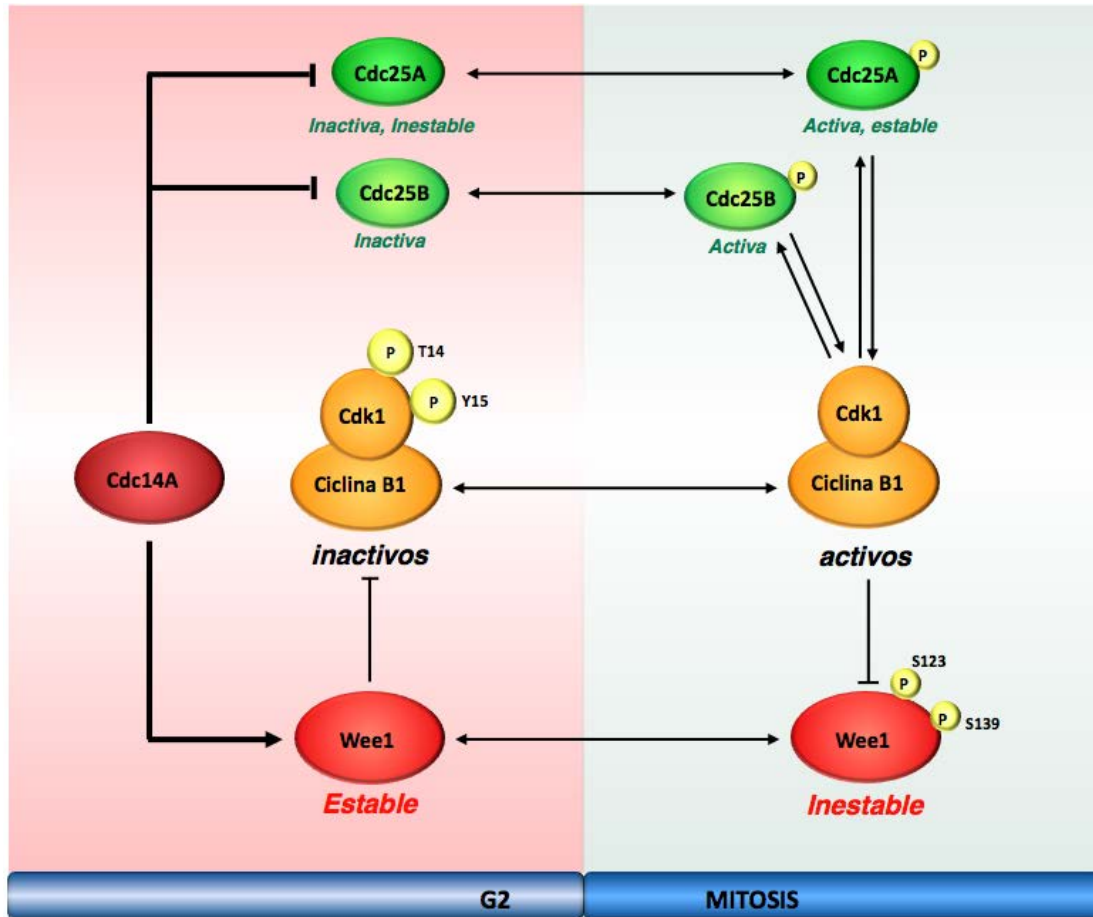 Cdc25A
Inactiva, Inestable
Cdc25A
P
Activa, estable
Cdc25B
Inactiva
Cdc25B
P
Activa
P
T14
P
Y15
Cdk1
Ciclina B1
inactivos
Cdk1
Ciclina B1
activos
Cdc14A
Wee1
Estable
S123
P
P
S139
Wee1
Inestable
G2
MITOSIS